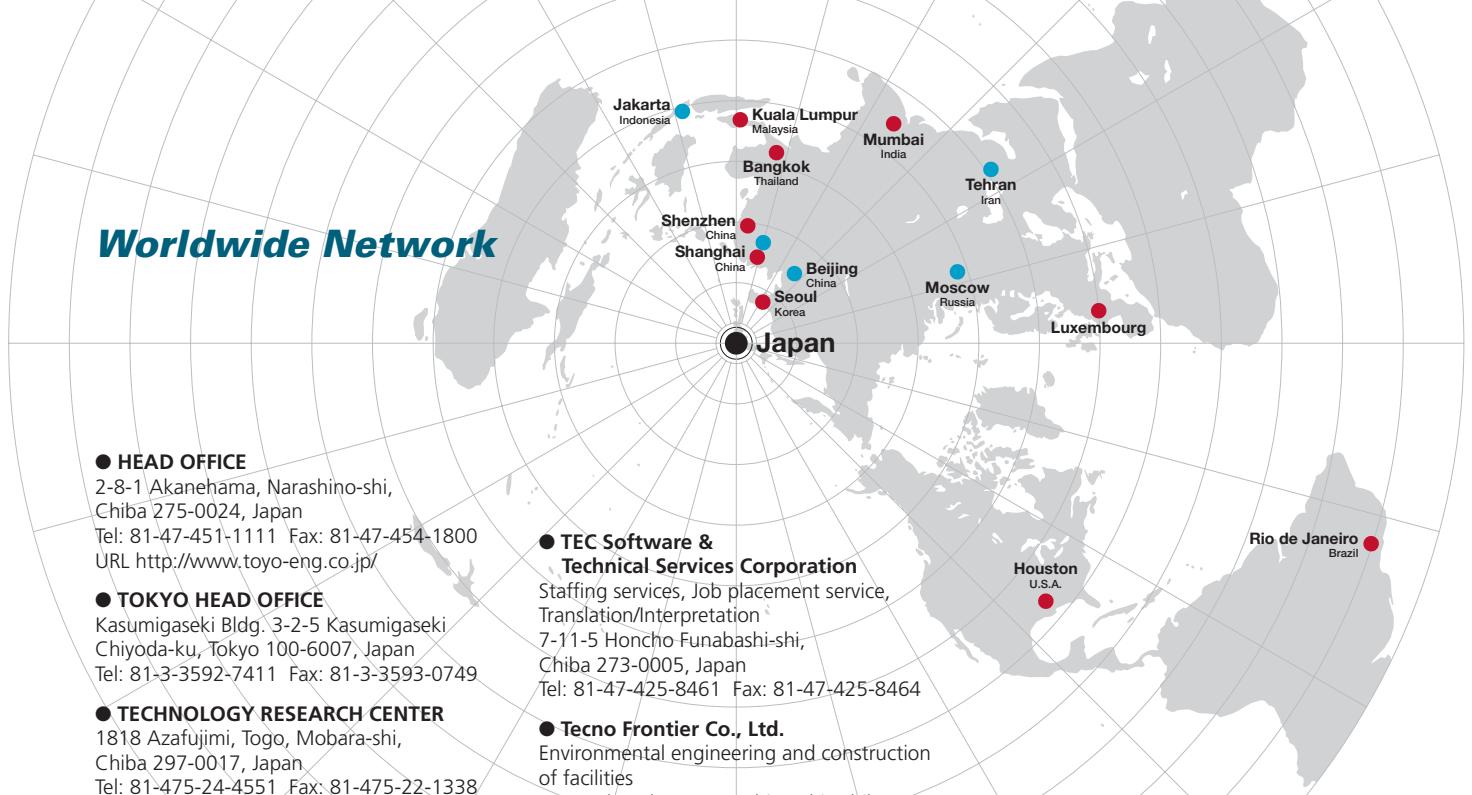 Jakarta
Indonesia
Kuala Lumpur
Malaysia
Mumbai
India
Bangkok
Thailand
Tehran
Iran
Shenzhen
China
Shanghai
China
Beijing
China
Seoul
Korea
Moscow
Russia
Luxembourg
Japan
Worldwide Network
Houston
U.S.A.
Rio de Janeiro
Brazil
● HEAD OFFICE
2-8-1 Akanehama, Narashino-shi,
Chiba 275-0024, Japan
Tel: 81-47-451-1111 Fax: 81-47-454-1800
URL http://www.toyo-eng.co.jp/
● TOKYO HEAD OFFICE
Kasumigaseki Bldg. 3-2-5 Kasumigaseki
Chiyoda-ku, Tokyo 100-6007, Japan
Tel: 81-3-3592-7411 Fax: 81-3-3593-0749
● TECHNOLOGY RESEARCH CENTER
1818 Azafujimi, Togo, Mobara-shi,
Chiba 297-0017, Japan
Tel: 81-475-24-4551 Fax: 81-475-22-1338
● TEC Software &
Technical Services Corporation
Staffing services, Job placement service,
Translation/Interpretation
7-11-5 Honcho Funabashi-shi,
Chiba 273-0005, Japan
Tel: 81-47-425-8461 Fax: 81-47-425-8464
● Tecno Frontier Co., Ltd.
Environmental engineering and construction
of facilities